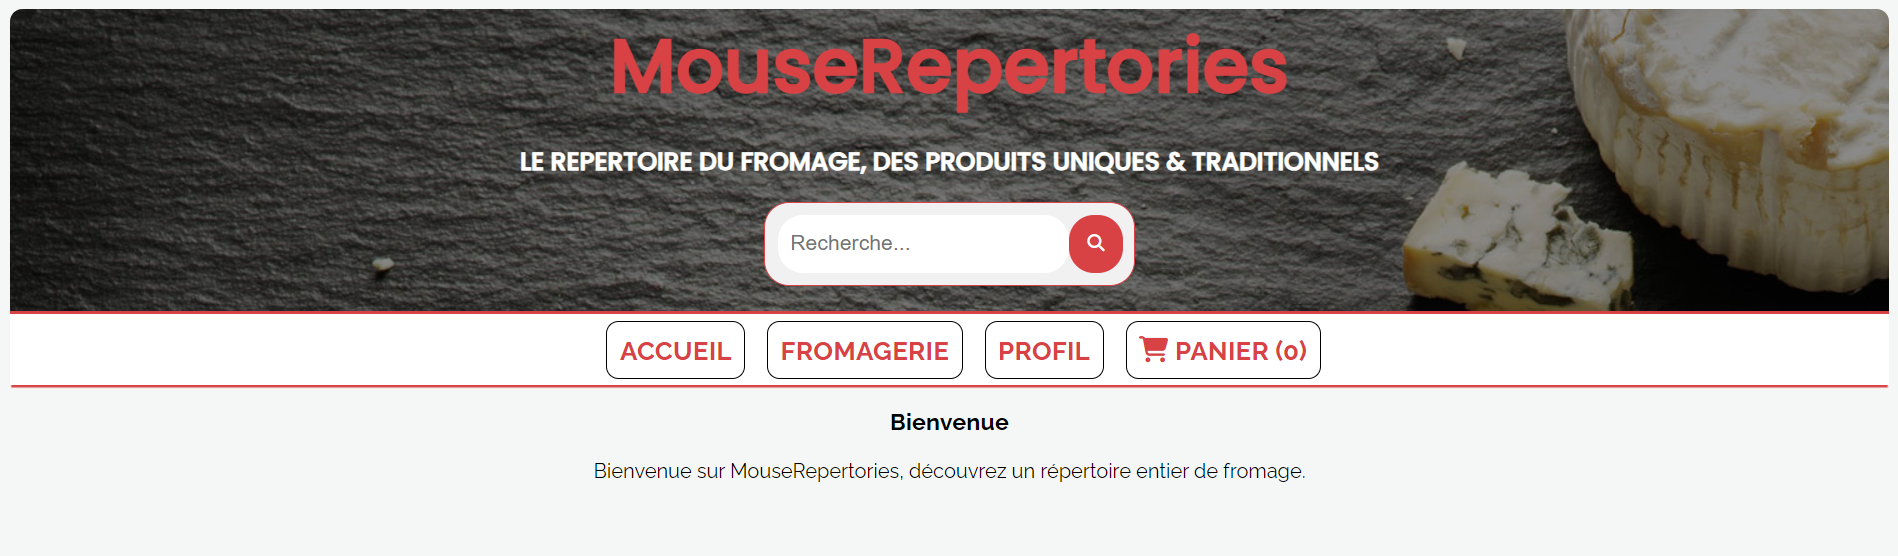 MouseRepertories
LE REPERTOIRE DU FROMAGE, DES PRODUITS UNIQUES & TRADITIONNELS
Recherche...
ACCUEIL FROMAGERIE PROFIL PANIER (0)
Bienvenue
Bienvenue sur MouseRepertories, découvrez un répertoire entier de fromage.